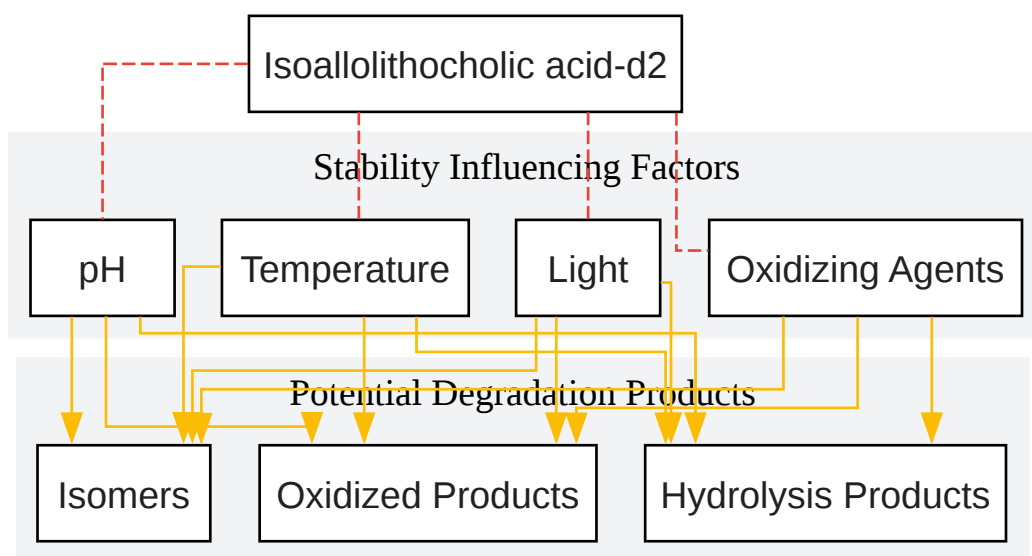 Isoallolithocholic acid-d2
Stability Influencing Factors
pH
Temperature
Light
Oxidizing Agents
Potential Degradation Products
Isomers
Oxidized Products
Hydrolysis Products